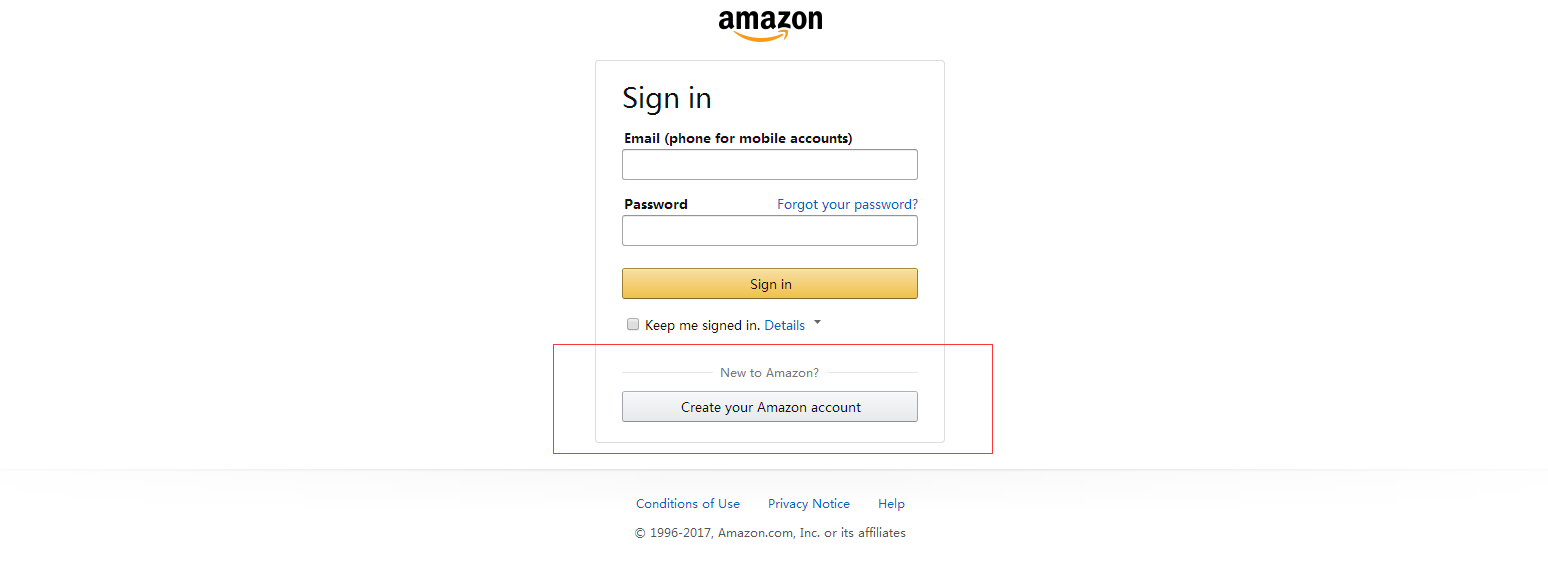 amazon
Sign in
Email (phone for mobile accounts)
Password Forgot your password?
Sign in
Keep me signed in. Details
New to Amazon?
Create your Amazon account
Conditions of Use Privacy Notice Help
© 1996-2017, Amazon.com, Inc. or its affiliates